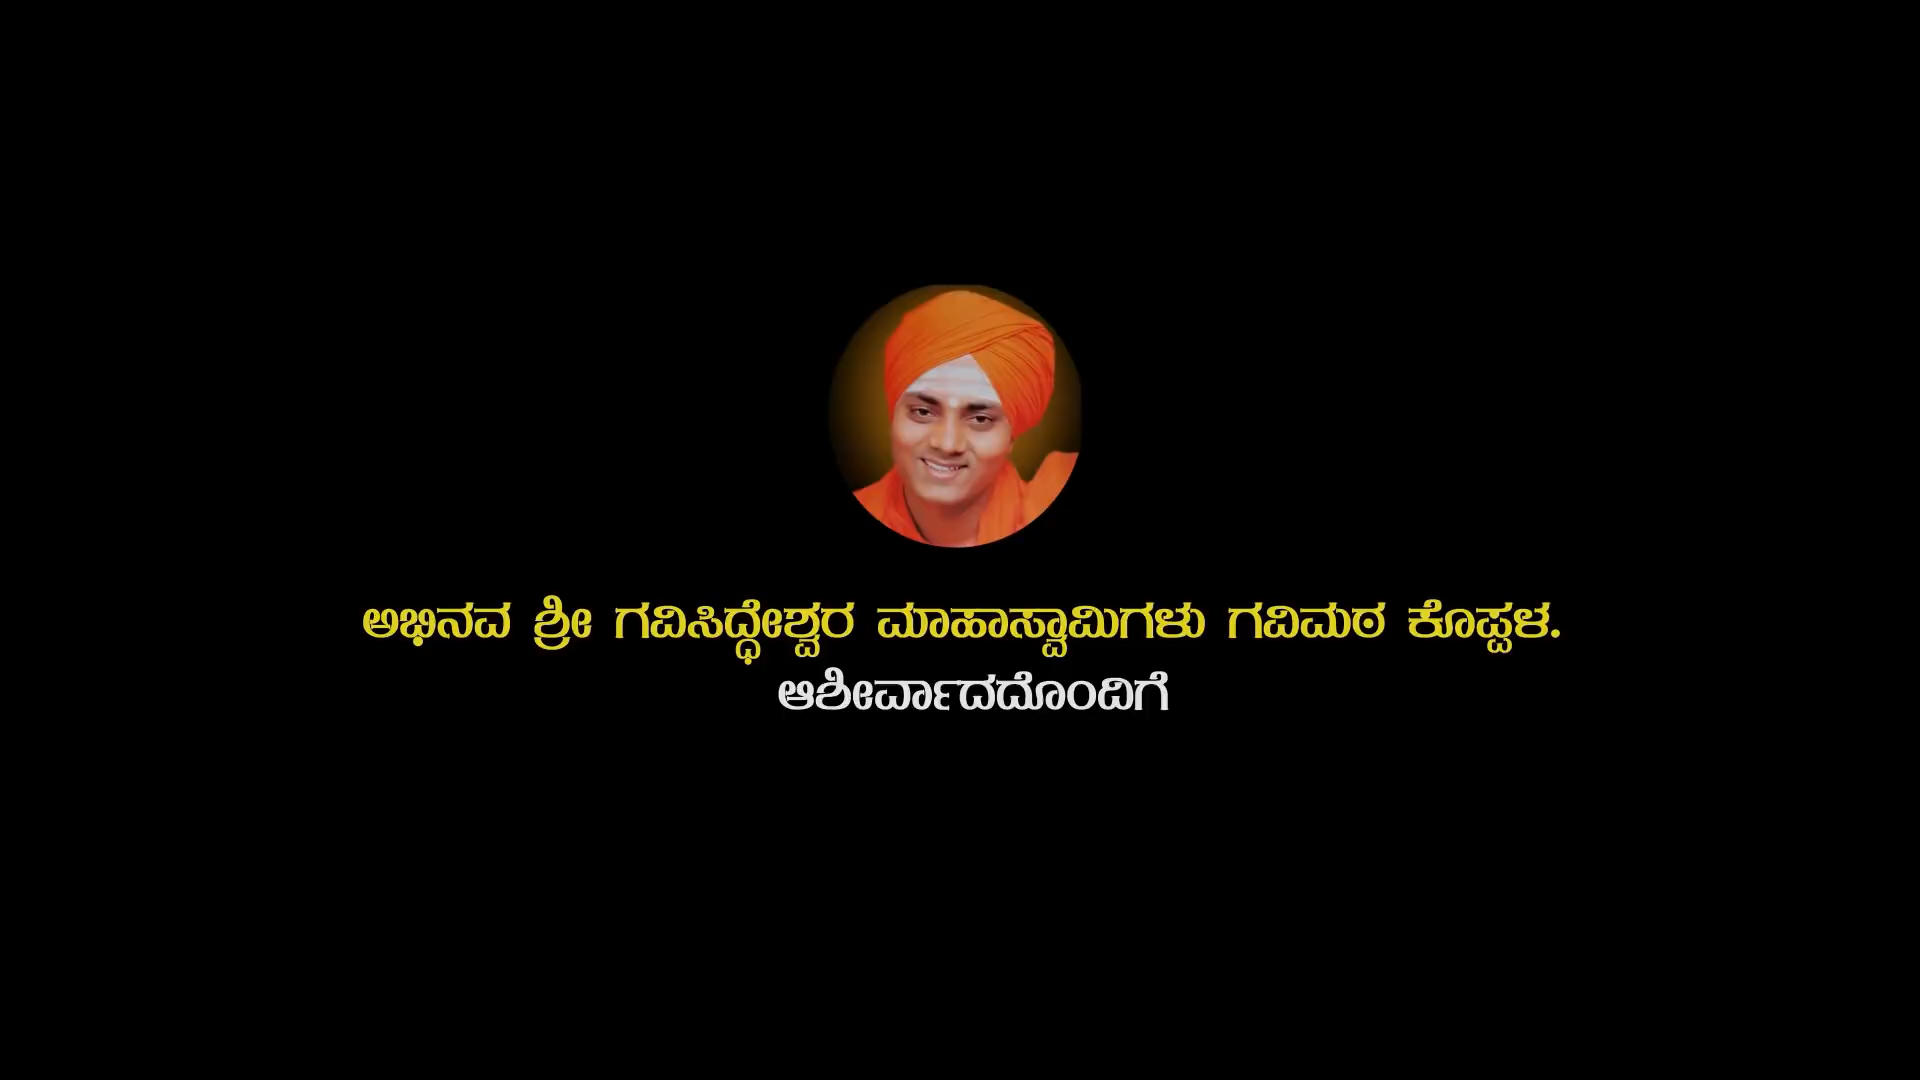 ಅಭಿನವ ಶ್ರೀ ಗವಿಸಿದ್ಧೇಶ್ವರ ಮಾಹಾಸ್ವಾಮಿಗಳು ಗವಿಮಠ ಕೊಪ್ಪಳ.
ಆಶೀರ್ವಾದದೊಂದಿಗೆ